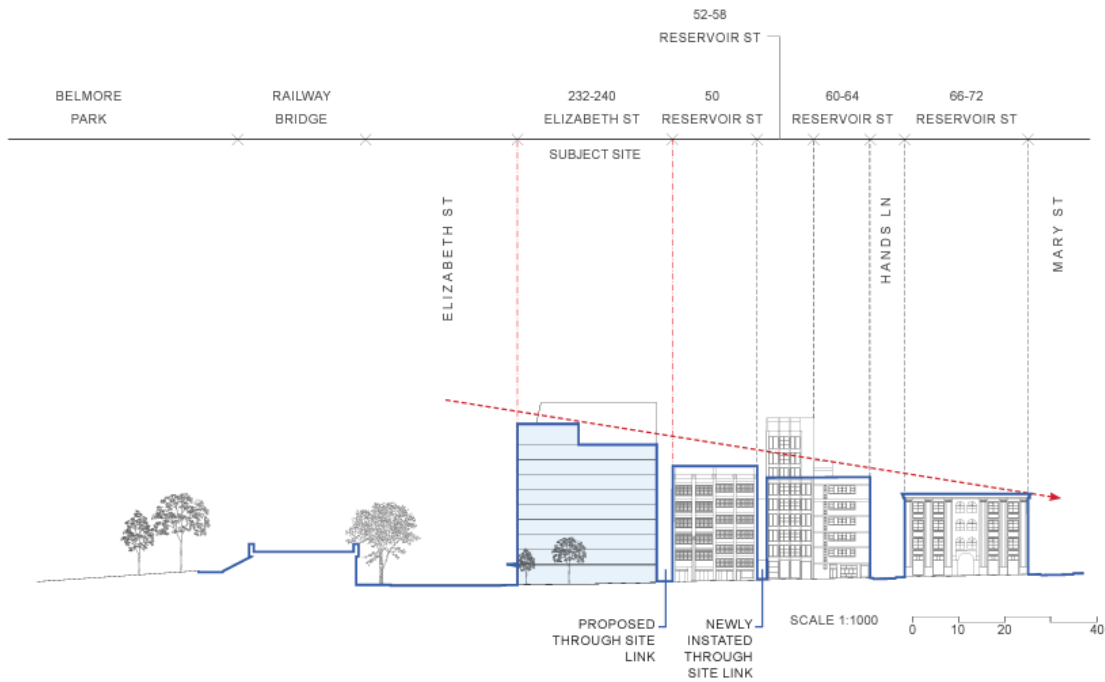 52-58
RESERVOIR ST
BELMORE
PARK
RAILWAY
BRIDGE
232-240
ELIZABETH ST
50
RESERVOIR ST
60-64
RESERVOIR ST
66-72
RESERVOIR ST
SUBJECT SITE
ELIZABETH ST
HANDS LN
MARY ST
PROPOSED
THROUGH SITE
LINK
NEWLY
INSTATED
THROUGH
SITE LINK
SCALE 1:1000
0 10 20 40